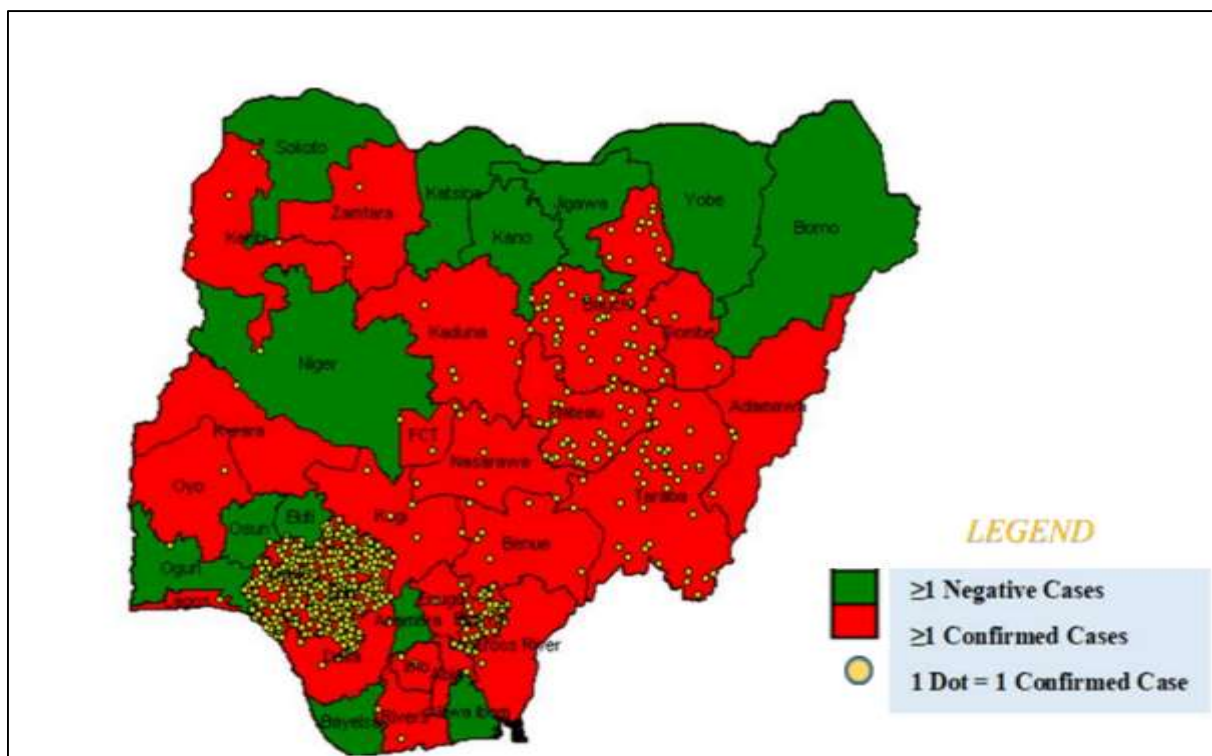 Sokoto
Katsina
Jigawa
Yobe
Borno
Zamfara
Kano
Kebbi
Kaduna
Bauchi
Gombe
Niger
Adamawa
Plateau
Kwara
FCT
Nasarawa
Oyo
Taraba
Kogi
Osun
Ekiti
Benue
Ogun
LEGEND
≥1 Negative Cases
Enugu
Anambra
≥1 Confirmed Cases
Cross River
Delta
Imo
1 Dot = 1 Confirmed Case
Bayelsa
Rivers
Akwa Ibom